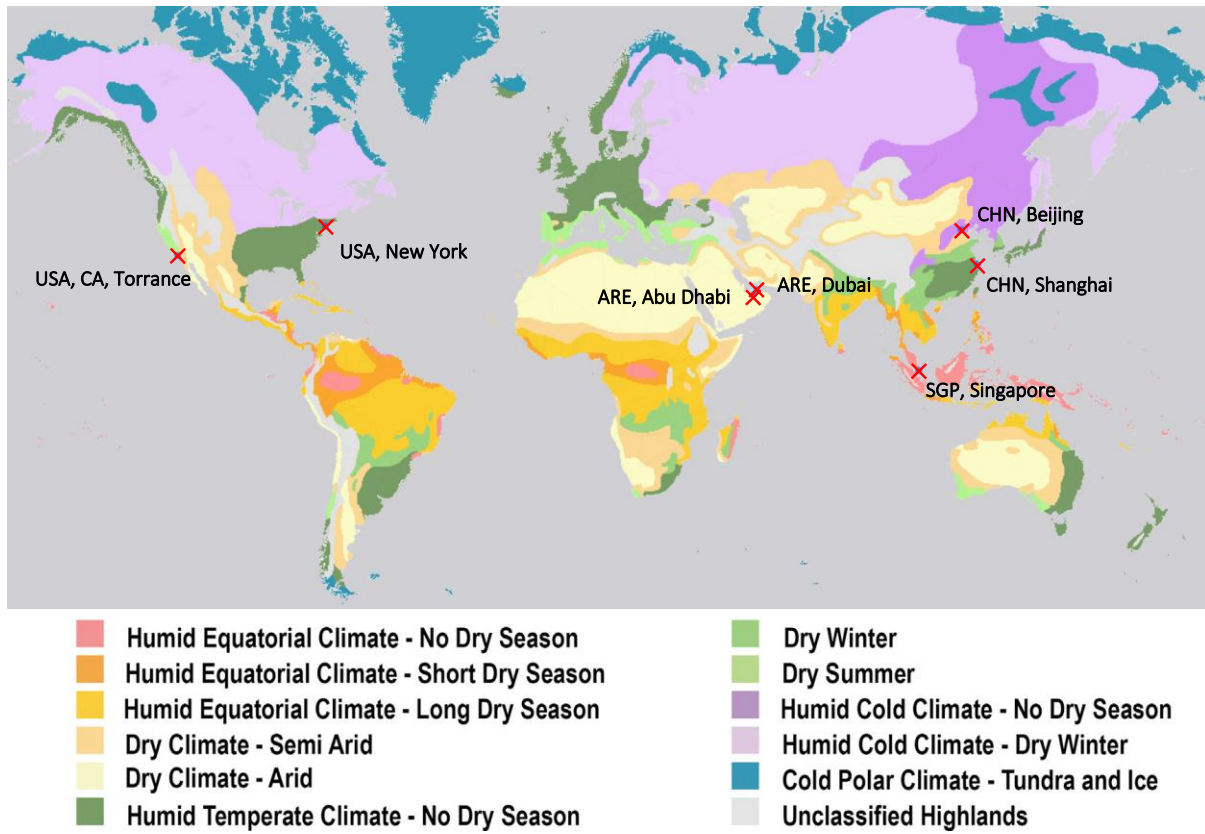 CHN, Beijing
USA, New York
USA, CA, Torrance
ARE, Abu Dhabi
ARE, Dubai
CHN, Shanghai
SGP, Singapore
Humid Equatorial Climate - No Dry Season
Humid Equatorial Climate - Short Dry Season
Humid Equatorial Climate - Long Dry Season
Dry Climate - Semi Arid
Dry Climate - Arid
Humid Temperate Climate - No Dry Season
Dry Winter
Dry Summer
Humid Cold Climate - No Dry Season
Humid Cold Climate - Dry Winter
Cold Polar Climate - Tundra and Ice
Unclassified Highlands